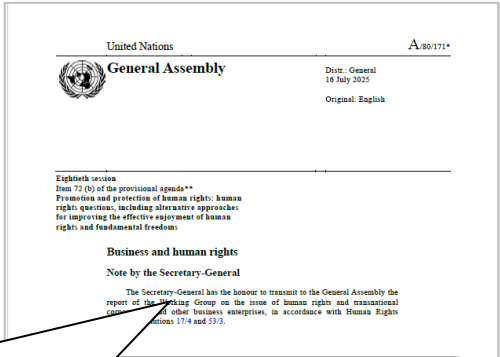 United Nations
A/80/171*
General Assembly
Distr.: General
16 July 2025
Original: English
Eightieth session
Item 72 (b) of the provisional agenda**
Promotion and protection of human rights: human
rights questions, including alternative approaches
for improving the effective enjoyment of human
rights and fundamental freedoms
Business and human rights
Note by the Secretary-General
The Secretary-General has the honour to transmit to the General Assembly the
report of the Working Group on the issue of human rights and transnational
other business enterprises, in accordance with Human Rights
17/4 and 53/3.